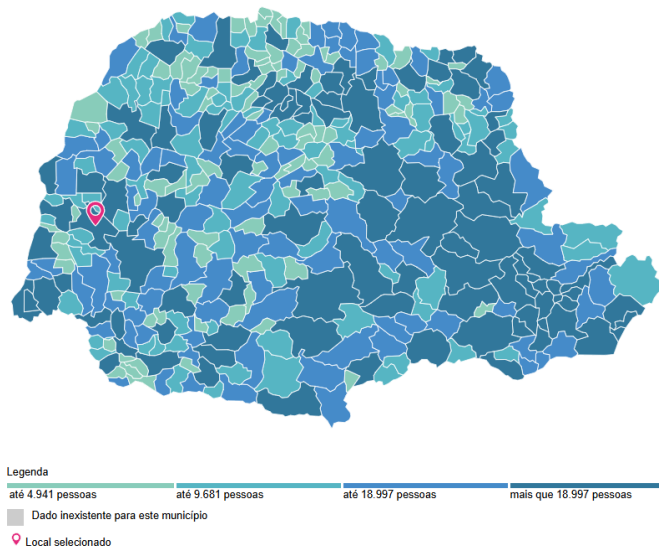 Legenda
até 4.941 pessoas
até 9.681 pessoas
até 18.997 pessoas
mais que 18.997 pessoas
Dado inexistente para este município
Local selecionado